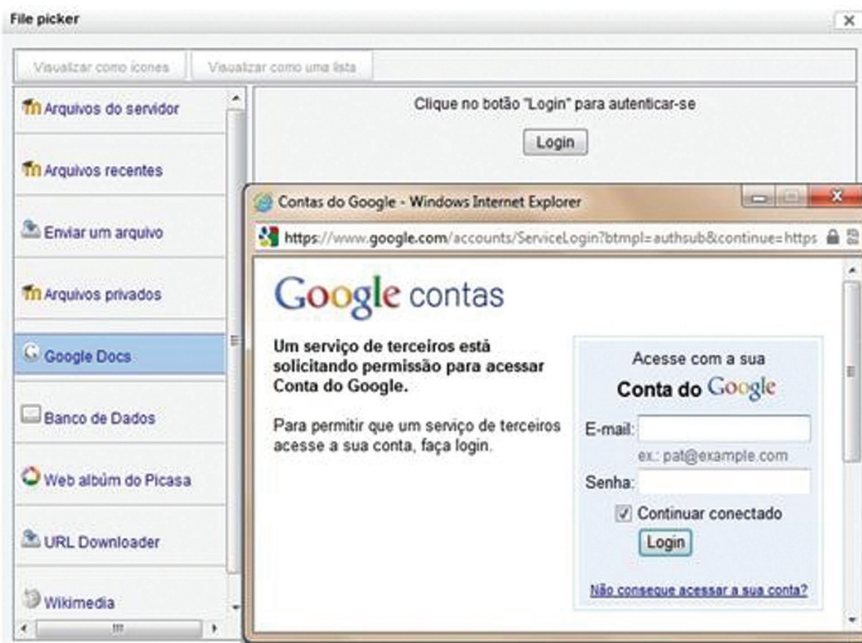 File picker
Visualizar como ícones
Visualizar como uma lista
Arquivos do servidor
Arquivos recentes
Enviar um arquivo
Arquivos privados
Google Docs
Banco de Dados
Web albúm do Picasa
URL Downloader
Wikimedia
Clique no botão "Login" para autenticar-se
Login
Contas do Google - Windows Internet Explorer
https://www.google.com/accounts/ServiceLogin?btmpl=authsub&continue=https
Google contas
Um serviço de terceiros está
solicitando permissão para acessar
Conta do Google.
Para permitir que um serviço de terceiros
acesse a sua conta, faça login.
Acesse com a sua
Conta do Google
E-mail:
ex.: pat@example.com
Senha:
Continuar conectado
Login
Não consegue acessar a sua conta?